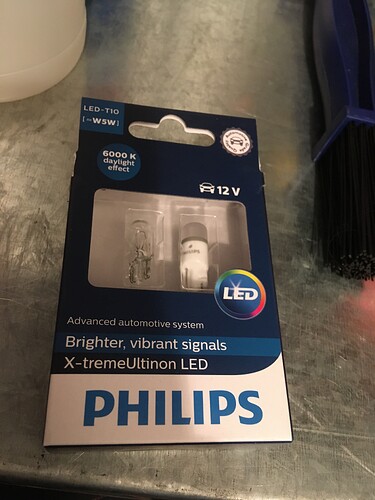 LED-T10
[~W5W]
6000 K
daylight
effect
12 V
LED
Advanced automotive system
Brighter, vibrant signals
X-tremeUltinon LED
PHILIPS